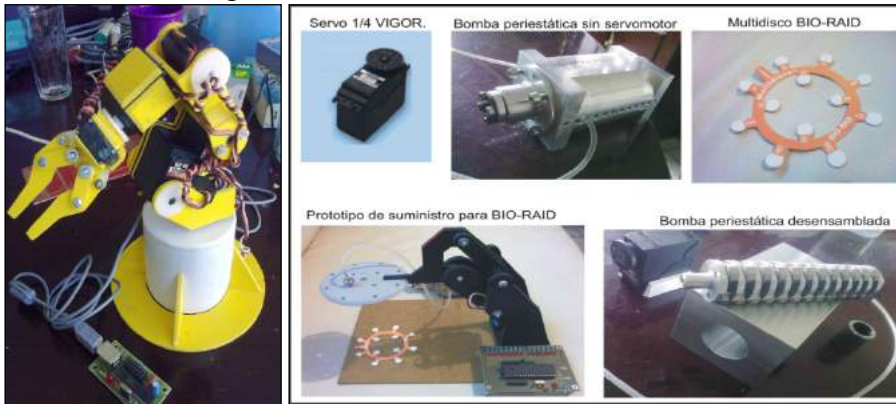 Servo 1/4 VIGOR.
Bomba periestática sin servomotor
Multidisco BIO-RAID
Prototipo de suministro para BIO-RAID
Bomba periestática desensamblada